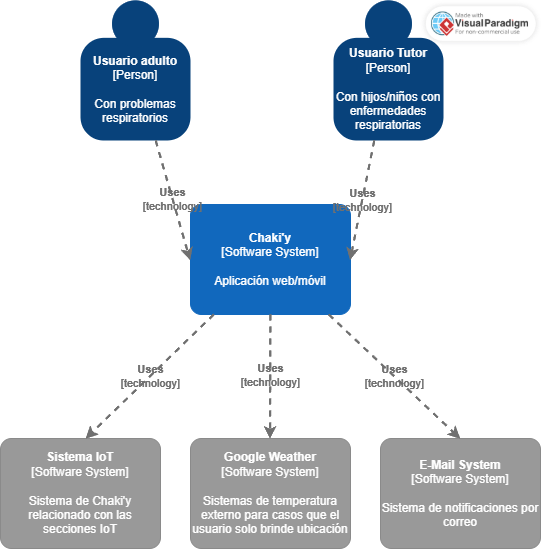 Made with
Visual Paradigm
For non-commercial use
Usuario adulto
[Person]
Con problemas
respiratorios
Usuario Tutor
[Person]
Con hijos/niños con
enfermedades
respiratorias
Uses
[technology]
Uses
[technology]
Chaki'y
[Software System]
Aplicación web/móvil
Uses
[technology]
Uses
[technology]
Uses
[technology]
Sistema IoT
[Software System]
Sistema de Chaki'y
relacionado con las
secciones IoT
Google Weather
[Software System]
Sistemas de temperatura
externo para casos que el
usuario solo brinde ubicación
E-Mail System
[Software System]
Sistema de notificaciones por
correo